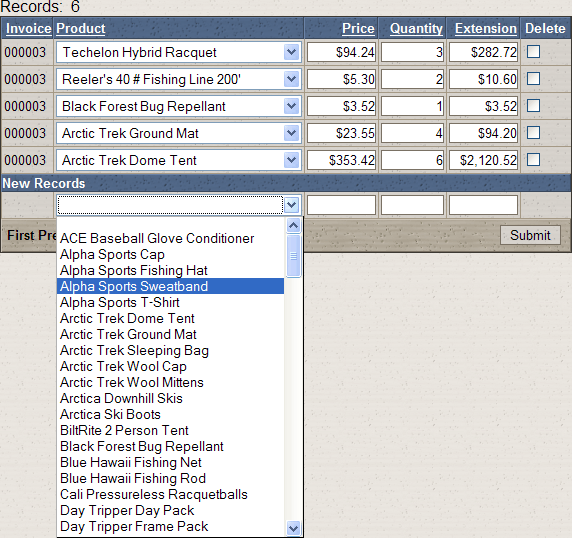 Records: 6
Invoice Product Price Quantity Extension Delete
000003 Techelon Hybrid Racquet $94.24 3 $282.72
000003 Reeler's 40 # Fishing Line 200' $5.30 2 $10.60
000003 Black Forest Bug Repellant $3.52 1 $3.52
000003 Arctic Trek Ground Mat $23.55 4 $94.20
000003 Arctic Trek Dome Tent $353.42 6 $2,120.52
New Records
First Pre Submit
ACE Baseball Glove Conditioner
Alpha Sports Cap
Alpha Sports Fishing Hat
Alpha Sports Sweatband
Alpha Sports T-Shirt
Arctic Trek Dome Tent
Arctic Trek Ground Mat
Arctic Trek Sleeping Bag
Arctic Trek Wool Cap
Arctic Trek Wool Mittens
Arctica Downhill Skis
Arctica Ski Boots
BiltRite 2 Person Tent
Black Forest Bug Repellant
Blue Hawaii Fishing Net
Blue Hawaii Fishing Rod
Cali Pressureless Racquetballs
Day Tripper Day Pack
Day Tripper Frame Pack